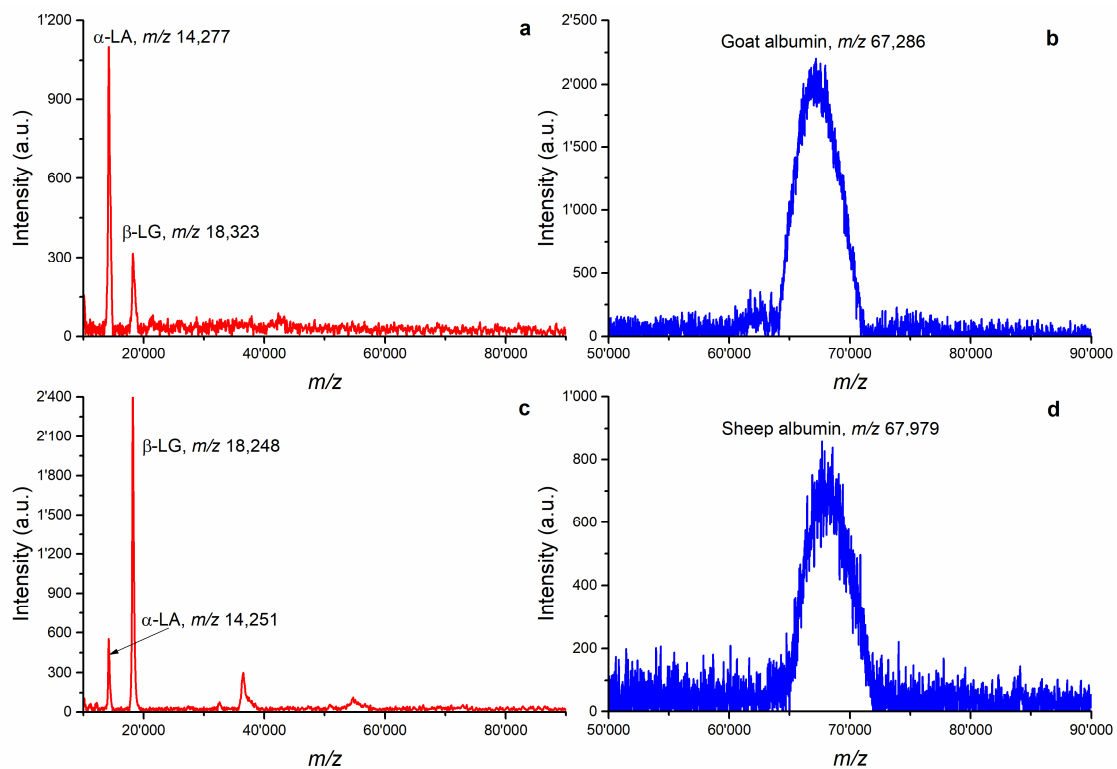 1'200
900
600
300
0
Intensity (a.u.)
α-LA, m/z 14,277
β-LG, m/z 18,323
a
20'000 40'000 60'000 80'000
m/z
2'500
2'000
1'500
1'000
500
0
Intensity (a.u.)
Goat albumin, m/z 67,286
b
50'000 60'000 70'000 80'000 90'000
m/z
2'400
2'100
1'800
1'500
1'200
900
600
300
0
Intensity (a.u.)
β-LG, m/z 18,248
α-LA, m/z 14,251
c
20'000 40'000 60'000 80'000
m/z
1'000
800
600
400
200
0
Intensity (a.u.)
Sheep albumin, m/z 67,979
d
50'000 60'000 70'000 80'000 90'000
m/z